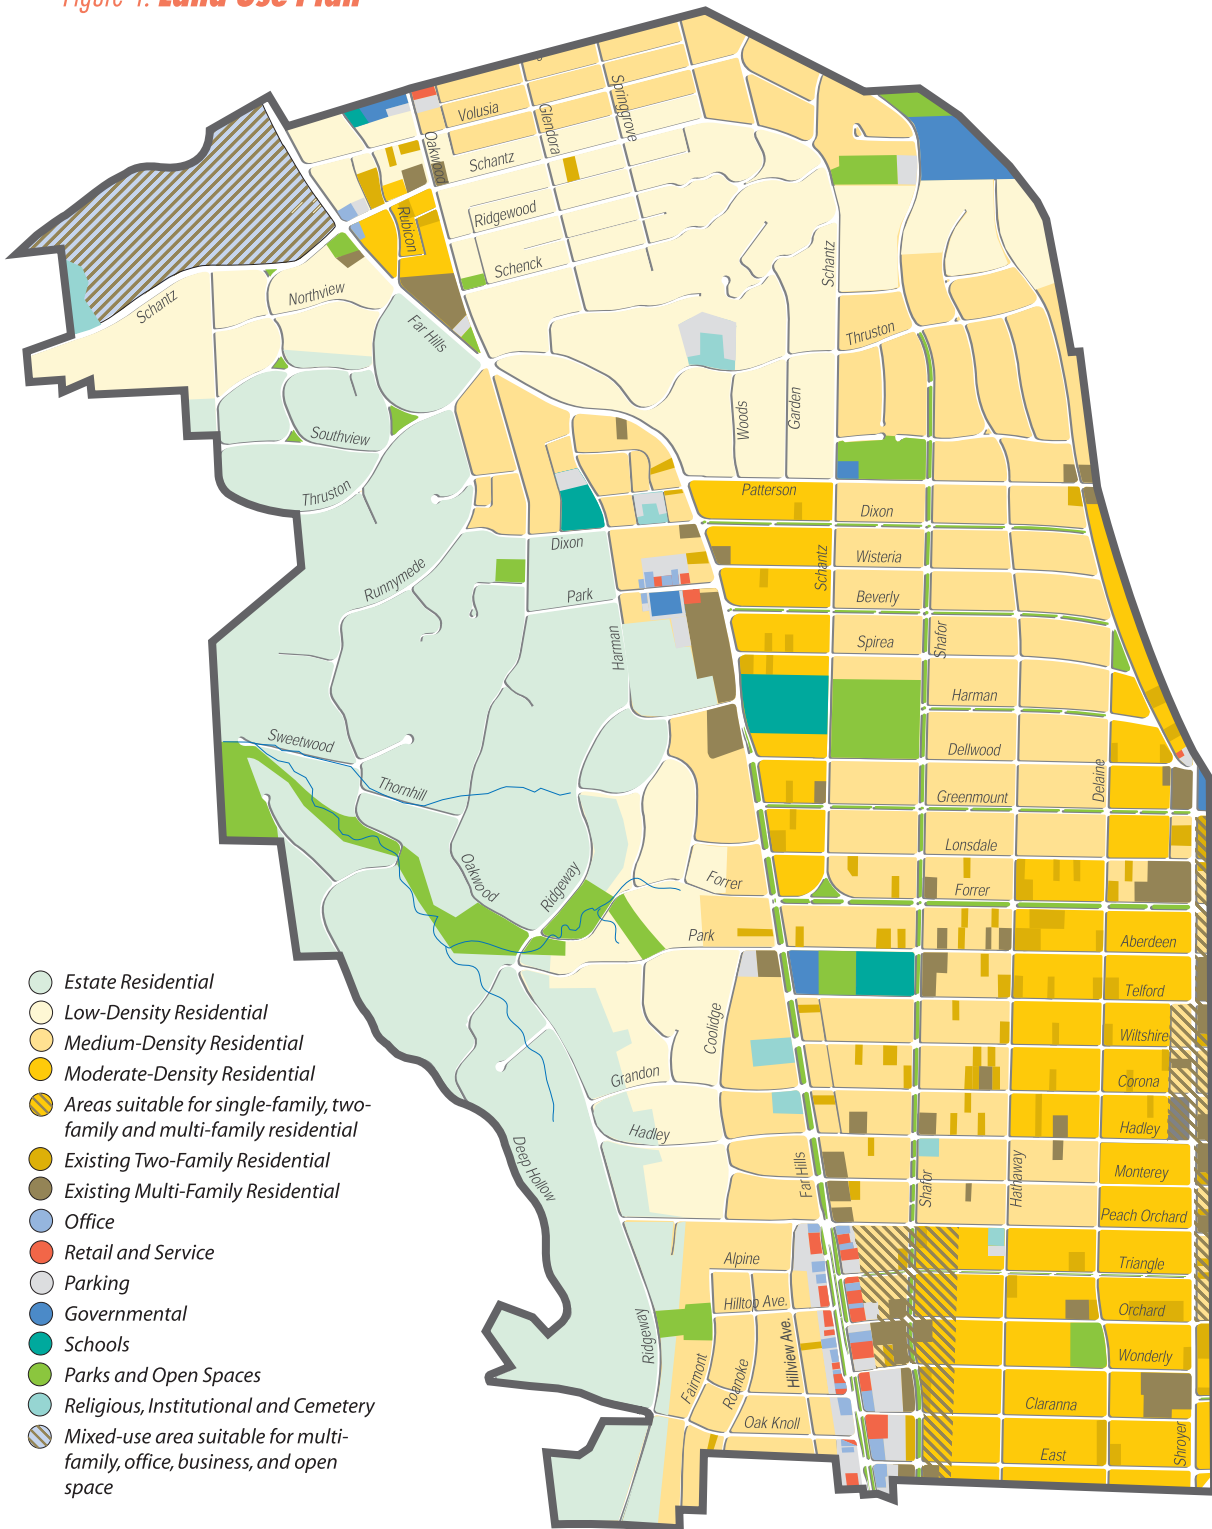 Figure 4. Land Use Plan
Volusia
Glendora
Springgrove
Oakwood
Schantz
Ridgewood
Rubicon
Schenck
Schantz
Schantz
Northview
Far Hills
Thruston
Woods
Garden
Southview
Thruston
Patterson
Dixon
Dixon
Wisteria
Schantz
Runnymede
Park
Beverly
Harman
Spirea
Shafor
Harman
Sweetwood
Dellwood
Thornhill
Delaine
Greenmount
Lonsdale
Oakwood
Ridgeway
Forrer
Forrer
Park
Aberdeen
Telford
Coolidge
Wiltshire
Grandon
Corona
Hadley
Hadley
Deep Hollow
Far Hills
Shafor
Hathaway
Monterey
Peach Orchard
Alpine
Triangle
Hilltop Ave.
Orchard
Ridgeway
Hillview Ave.
Wonderly
Fairmont
Roanoke
Claranna
Oak Knoll
East
Shroyer
Estate Residential
Low-Density Residential
Medium-Density Residential
Moderate-Density Residential
Areas suitable for single-family, two-
family and multi-family residential
Existing Two-Family Residential
Existing Multi-Family Residential
Office
Retail and Service
Parking
Governmental
Schools
Parks and Open Spaces
Religious, Institutional and Cemetery
Mixed-use area suitable for multi-
family, office, business, and open
space